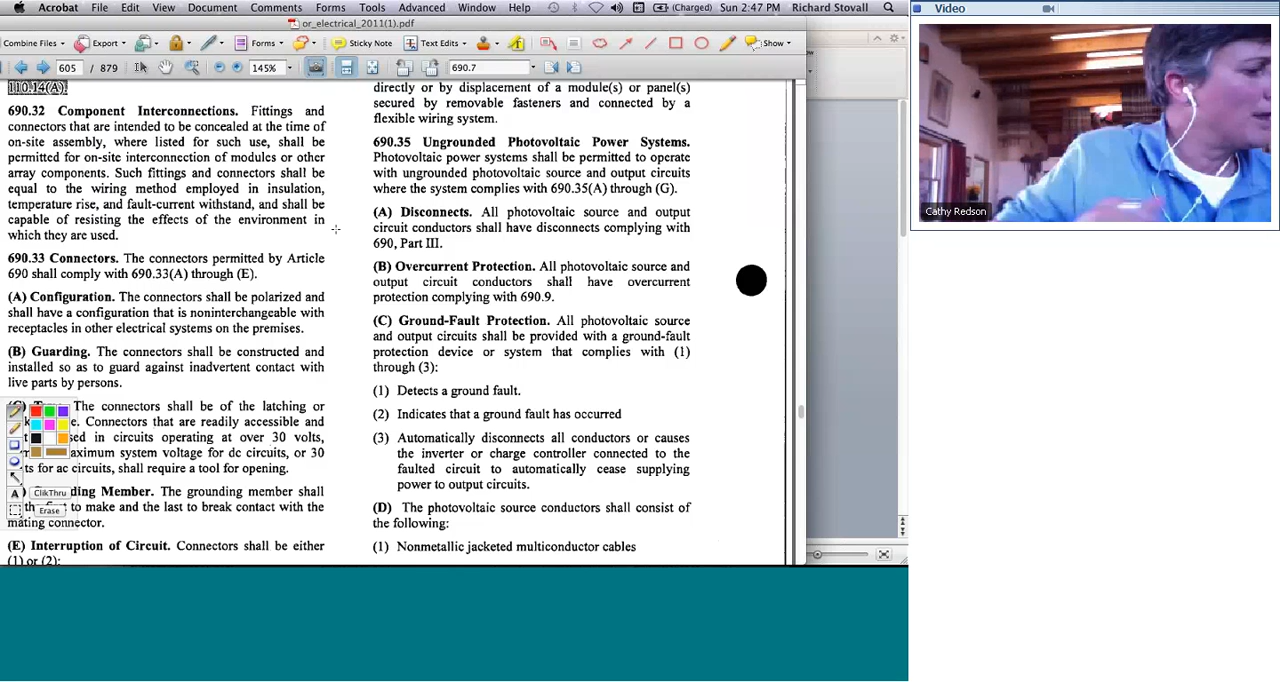 Acrobat File Edit View Document Comments Forms Tools Advanced Window Help (Charged) Sun 2:47 PM Richard Stovall
or_electrical_2011(1).pdf
Combine Files Export Forms Sticky Note Text Edits Show
605 / 879 145% 690.7
110.14(A).
690.32 Component Interconnections. Fittings and
connectors that are intended to be concealed at the time of
on-site assembly, where listed for such use, shall be
permitted for on-site interconnection of modules or other
array components. Such fittings and connectors shall be
equal to the wiring method employed in insulation,
temperature rise, and fault-current withstand, and shall be
capable of resisting the effects of the environment in
which they are used.
690.33 Connectors. The connectors permitted by Article
690 shall comply with 690.33(A) through (E).
(A) Configuration. The connectors shall be polarized and
shall have a configuration that is noninterchangeable with
receptacles in other electrical systems on the premises.
(B) Guarding. The connectors shall be constructed and
installed so as to guard against inadvertent contact with
live parts by persons.
The connectors shall be of the latching or
Connectors that are readily accessible and
sed in circuits operating at over 30 volts,
aximum system voltage for dc circuits, or 30
ts for ac circuits, shall require a tool for opening.
ding Member. The grounding member shall
to make and the last to break contact with the
mating connector.
(E) Interruption of Circuit. Connectors shall be either
(1) or (2):
ClikThru
Erase
directly or by displacement of a module(s) or panel(s)
secured by removable fasteners and connected by a
flexible wiring system.
690.35 Ungrounded Photovoltaic Power Systems.
Photovoltaic power systems shall be permitted to operate
with ungrounded photovoltaic source and output circuits
where the system complies with 690.35(A) through (G).
(A) Disconnects. All photovoltaic source and output
circuit conductors shall have disconnects complying with
690, Part III.
(B) Overcurrent Protection. All photovoltaic source and
output circuit conductors shall have overcurrent
protection complying with 690.9.
(C) Ground-Fault Protection. All photovoltaic source
and output circuits shall be provided with a ground-fault
protection device or system that complies with (1)
through (3):
(1) Detects a ground fault.
(2) Indicates that a ground fault has occurred
(3) Automatically disconnects all conductors or causes
the inverter or charge controller connected to the
faulted circuit to automatically cease supplying
power to output circuits.
(D) The photovoltaic source conductors shall consist of
the following:
(1) Nonmetallic jacketed multiconductor cables
Video
Cathy Redson